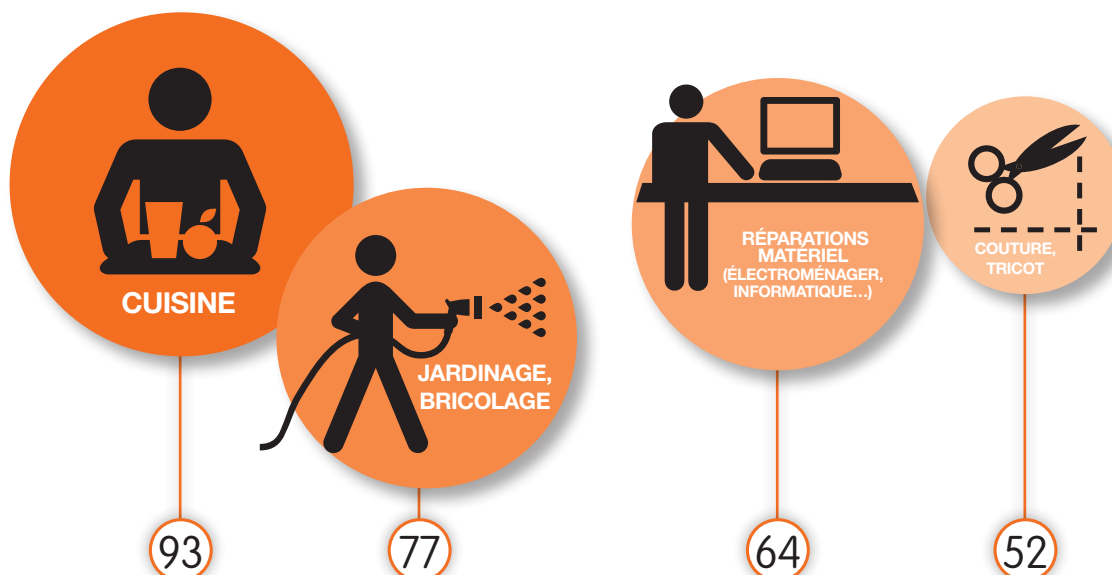 CUISINE
JARDINAGE,
BRICOLAGE
RÉPARATIONS
MATÉRIEL
(ÉLECTROMÉNAGER,
INFORMATIQUE...)
COUTURE,
TRICOT
93
77
64
52